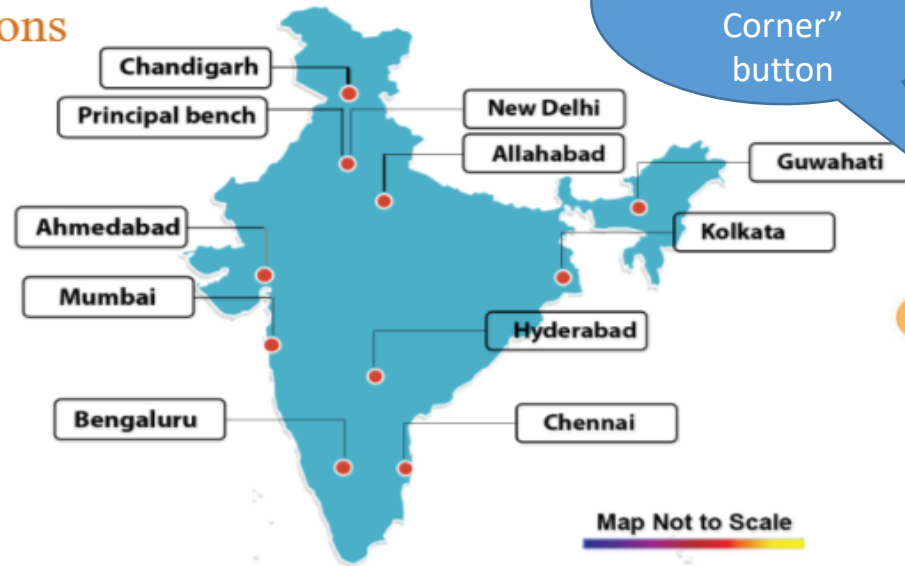 ons
Corner”
button
Chandigarh
Principal bench
New Delhi
Allahabad
Guwahati
Ahmedabad
Kolkata
Mumbai
Hyderabad
Bengaluru
Chennai
Map Not to Scale